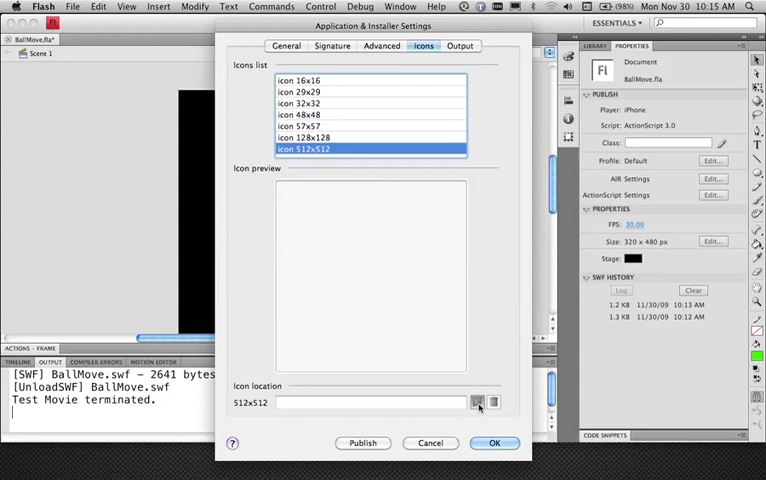 Flash File Edit View Insert Modify Text Commands Control Debug Window Help (98%) Mon Nov 30 10:15 AM
Fl
ESSENTIALS
BallMove.fla*
Scene 1
Application & Installer Settings
General Signature Advanced Icons Output
Icons list
icon 16x16
icon 29x29
icon 32x32
icon 48x48
icon 57x57
icon 128x128
icon 512x512
Icon preview
Icon location
512x512
?
Publish Cancel OK
ACTIONS - FRAME
TIMELINE OUTPUT COMPILER ERRORS MOTION EDITOR
[SWF] BallMove.swf - 2641 bytes
[UnloadSWF] BallMove.swf
Test Movie terminated.
LIBRARY PROPERTIES
Fl
Document
BallMove.fla
PUBLISH
Player: iPhone
Script: ActionScript 3.0
Class:
Profile: Default Edit...
AIR Settings Edit...
ActionScript Settings Edit...
PROPERTIES
FPS: 30.00
Size: 320 x 480 px Edit...
Stage:
SWF HISTORY
Log Clear
1.2 KB 11/30/09 10:13 AM
1.3 KB 11/30/09 10:12 AM
CODE SNIPPETS